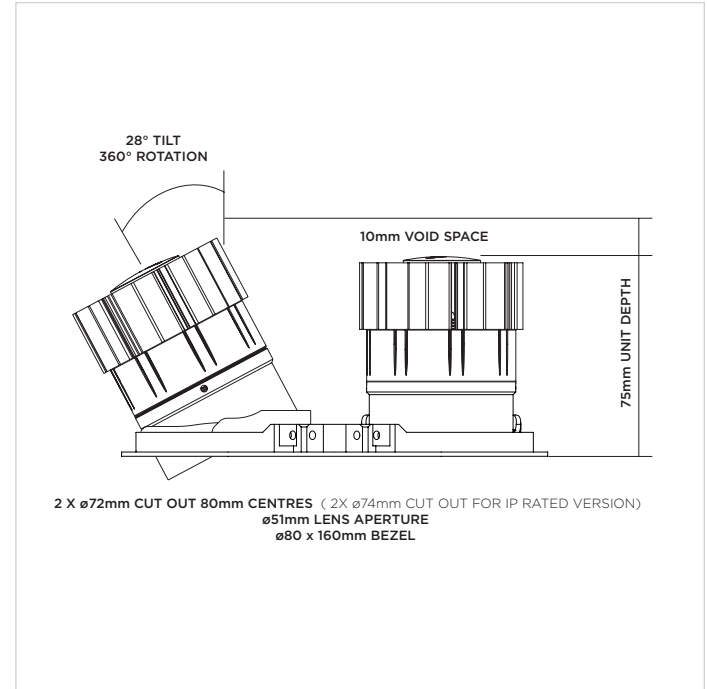 28° TILT
360° ROTATION
10mm VOID SPACE
75mm UNIT DEPTH
2 X ø72mm CUT OUT 80mm CENTRES ( 2X ø74mm CUT OUT FOR IP RATED VERSION)
ø51mm LENS APERTURE
ø80 x 160mm BEZEL